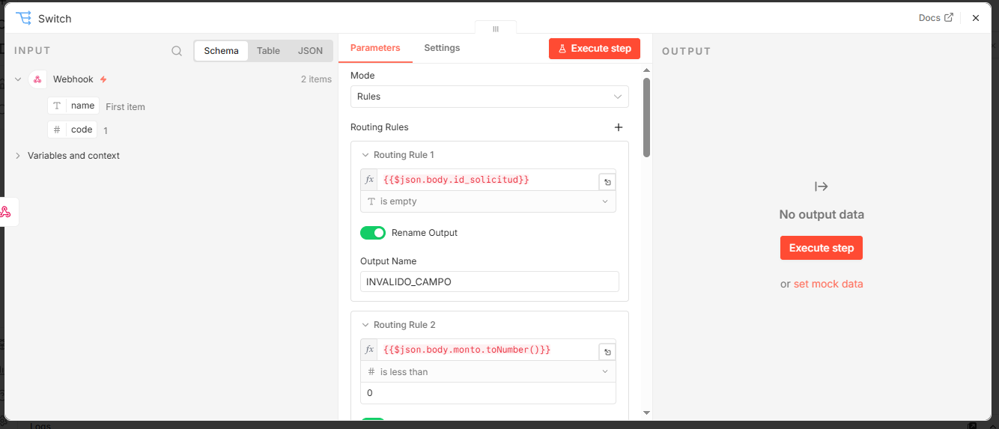 Switch
Docs
INPUT
Schema
Table
JSON
Webhook
2 items
T
name
First item
#
code
1
Variables and context
Parameters
Settings
Execute step
Mode
Rules
Routing Rules
Routing Rule 1
fx
{{$json.body.id_solicitud}}
T
is empty
Rename Output
Output Name
INVALIDO_CAMPO
Routing Rule 2
fx
{{$json.body.monto.toNumber()}}
#
is less than
0
OUTPUT
No output data
Execute step
or set mock data
Logs